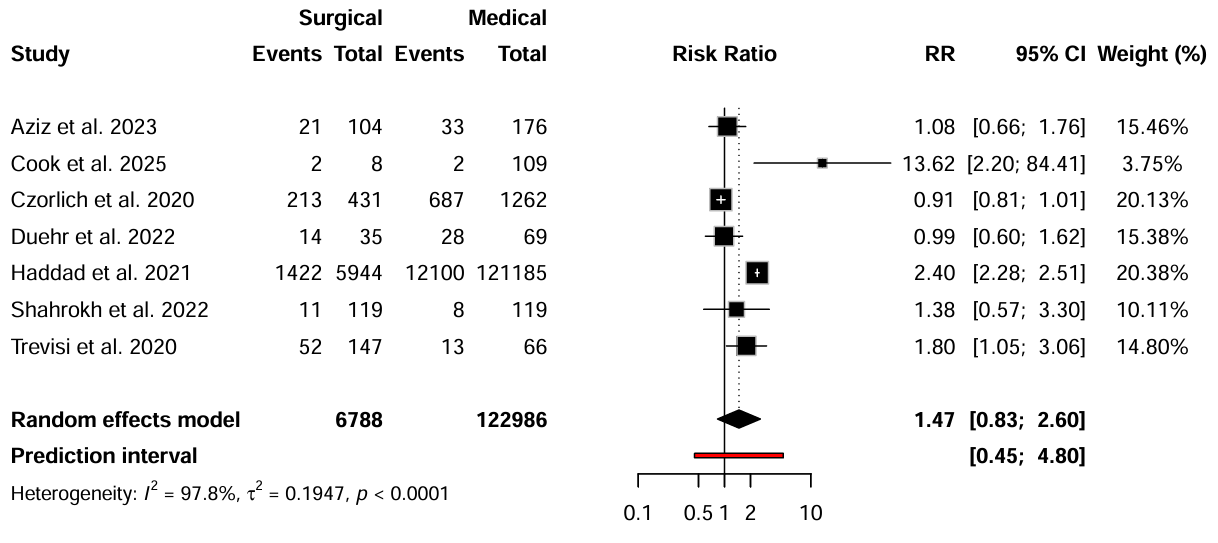 Surgical Medical
Study Events Total Events Total Risk Ratio RR 95% CI Weight (%)
Aziz et al. 2023 21 104 33 176 1.08 [0.66; 1.76] 15.46%
Cook et al. 2025 2 8 2 109 13.62 [2.20; 84.41] 3.75%
Czorlich et al. 2020 213 431 687 1262 0.91 [0.81; 1.01] 20.13%
Duehr et al. 2022 14 35 28 69 0.99 [0.60; 1.62] 15.38%
Haddad et al. 2021 1422 5944 12100 121185 2.40 [2.28; 2.51] 20.38%
Shahrokh et al. 2022 11 119 8 119 1.38 [0.57; 3.30] 10.11%
Trevisi et al. 2020 52 147 13 66 1.80 [1.05; 3.06] 14.80%
Random effects model 6788 122986 1.47 [0.83; 2.60]
Prediction interval [0.45; 4.80]
Heterogeneity: I² = 97.8%, τ² = 0.1947, p < 0.0001
0.1 0.5 1 2 10